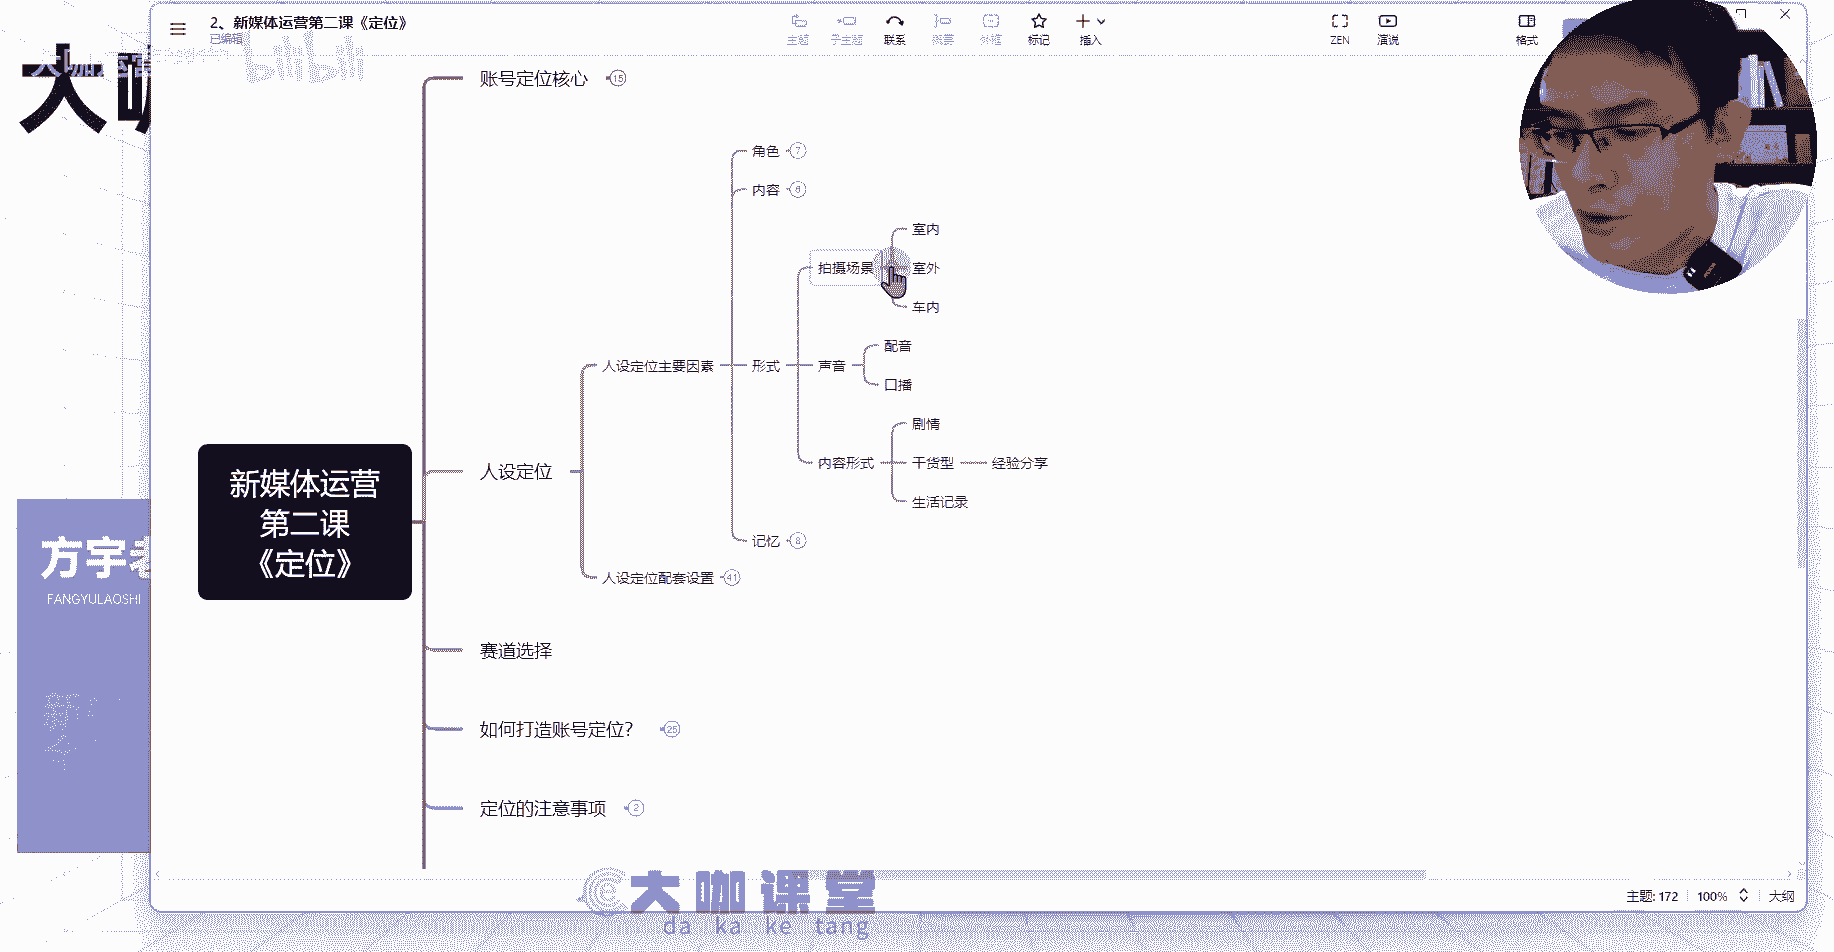 2、新媒体运营第二课《定位》
已编辑
主题
子主题
联系
概要
外框
标记
插入
ZEN
演说
格式
大咖运营
bilibili
大咖
账号定位核心 15
角色 7
内容 6
室内
拍摄场景
室外
车内
配音
人设定位主要因素
形式
声音
口播
剧情
人设定位
内容形式
干货型
经验分享
新媒体运营
第二课
《定位》
生活记录
记忆 8
方宇老
人设定位配套设置 41
FANGYULAOSHI
赛道选择
如何打造账号定位？ 25
定位的注意事项 2
大咖课堂
da ka ke tang
主题: 172
100%
大纲